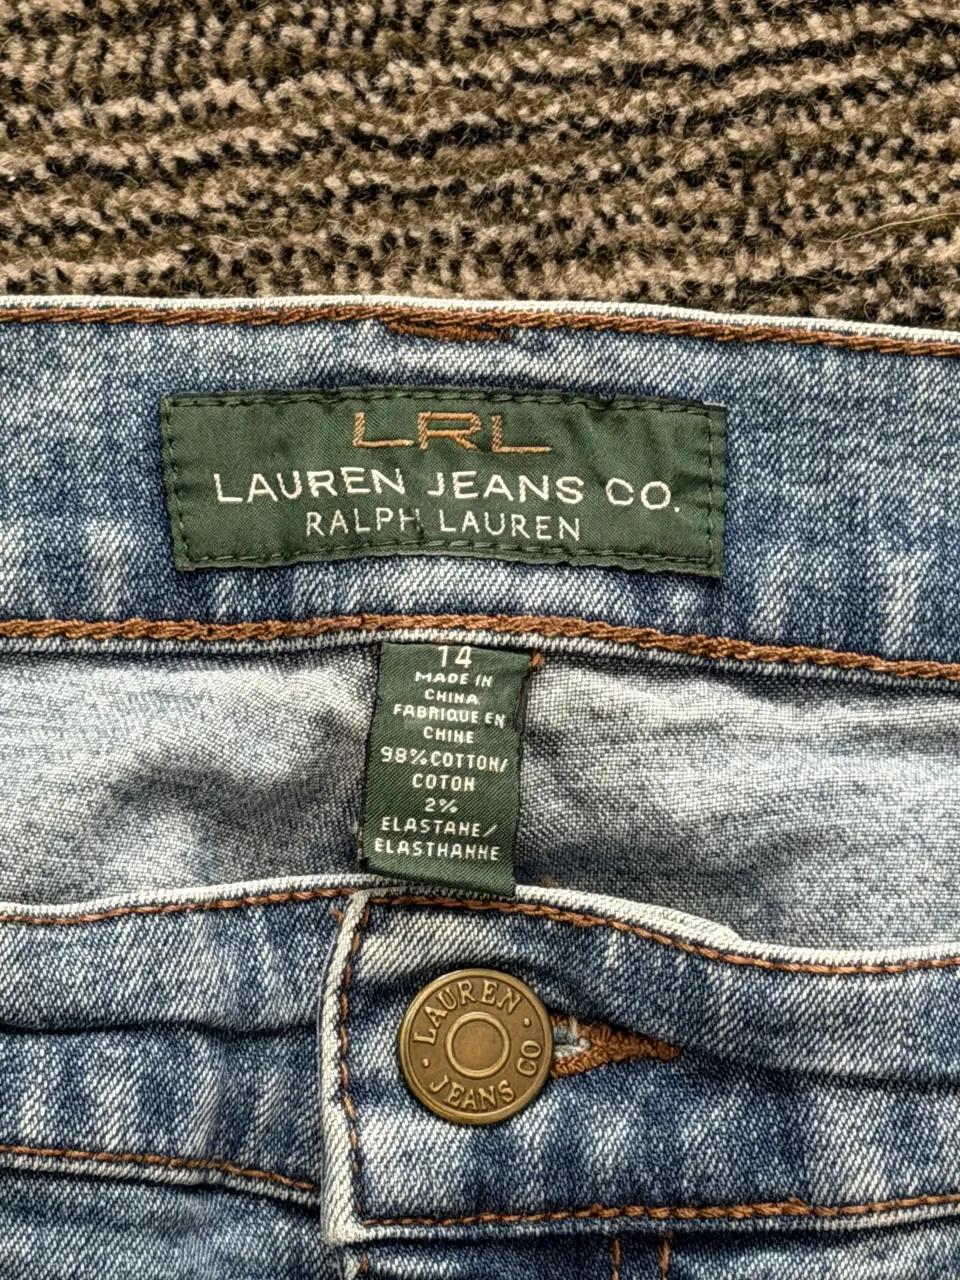 LRL
LAUREN JEANS CO.
RALPH LAUREN
14
MADE IN
CHINA
FABRIQUE EN
CHINE
98% COTTON/
COTON
2%
ELASTANE/
ELASTHANNE
LAUREN
JEANS CO